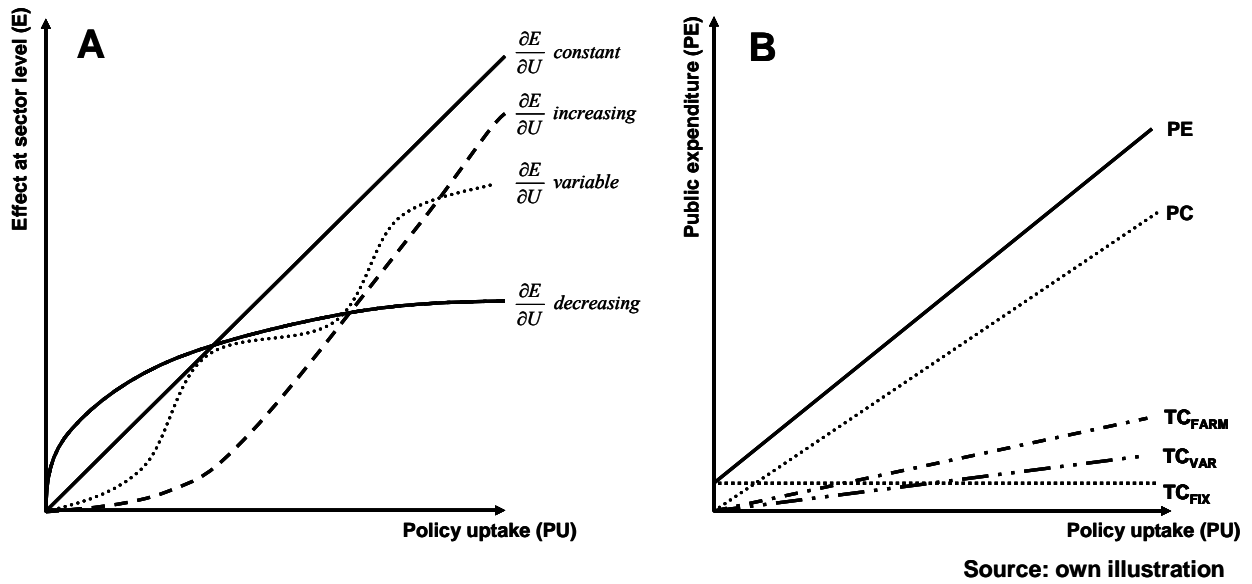 A
Effect at sector level (E)
∂E
∂U
constant
∂E
∂U
increasing
∂E
∂U
variable
∂E
∂U
decreasing
Policy uptake (PU)
B
Public expenditure (PE)
PE
PC
TCFARM
TCVAR
TCFIX
Policy uptake (PU)
Source: own illustration